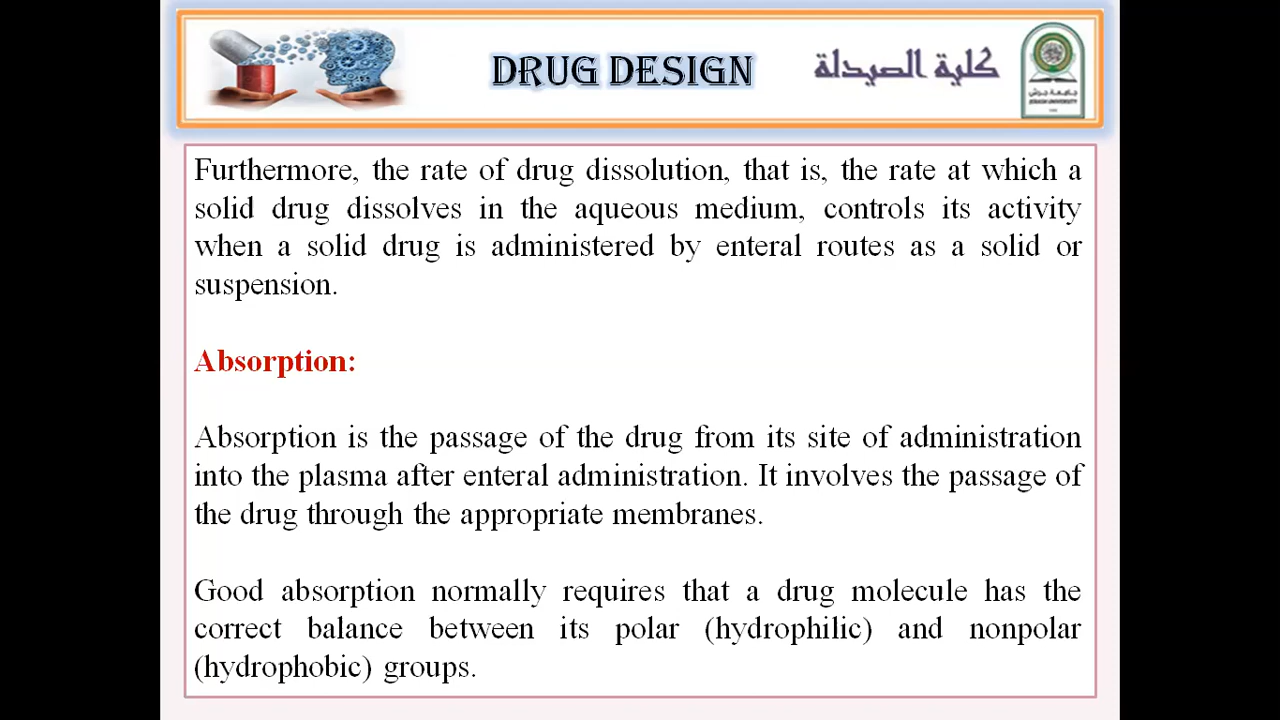 DRUG DESIGN
كلية الصيدلة
جامعة جرش
JERASH UNIVERSITY
Furthermore, the rate of drug dissolution, that is, the rate at which a
solid drug dissolves in the aqueous medium, controls its activity
when a solid drug is administered by enteral routes as a solid or
suspension.
Absorption:
Absorption is the passage of the drug from its site of administration
into the plasma after enteral administration. It involves the passage of
the drug through the appropriate membranes.
Good absorption normally requires that a drug molecule has the
correct balance between its polar (hydrophilic) and nonpolar
(hydrophobic) groups.